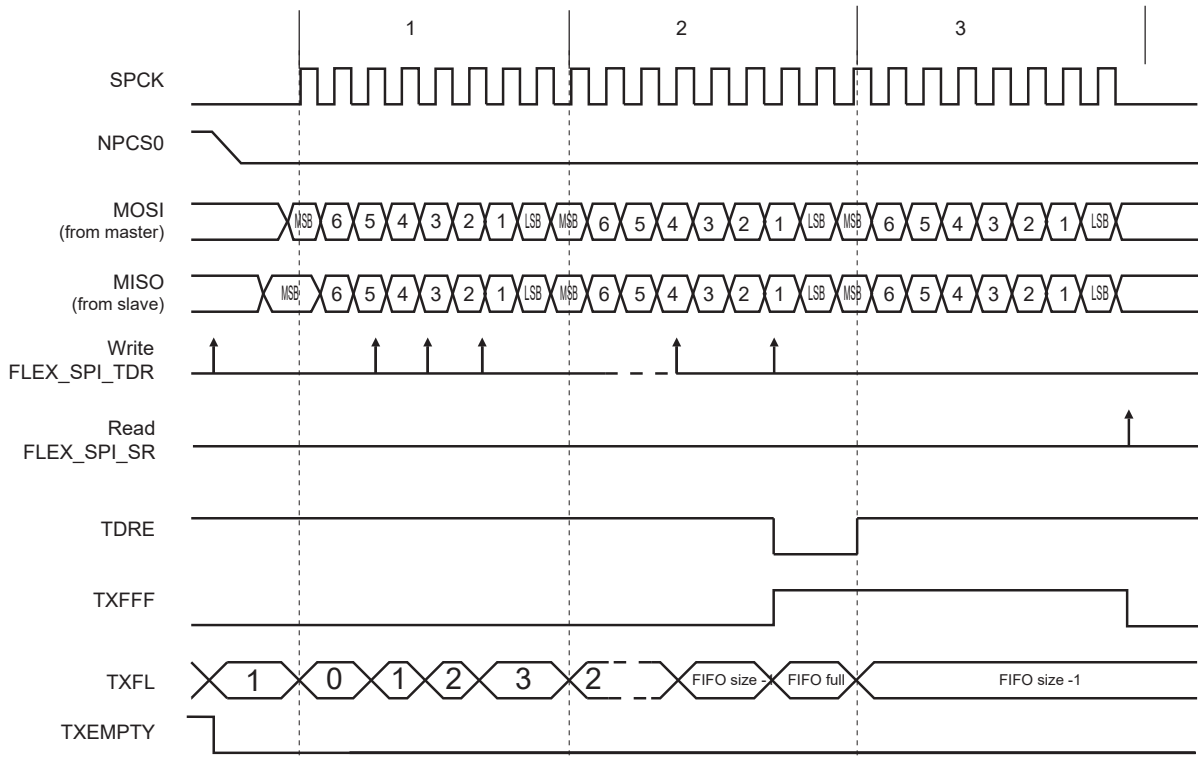 1 2 3
SPCK
NPCS0
MOSI
(from master)
MSB 6 5 4 3 2 1 LSB MSB 6 5 4 3 2 1 LSB MSB 6 5 4 3 2 1 LSB
MISO
(from slave)
MSB 6 5 4 3 2 1 LSB MSB 6 5 4 3 2 1 LSB MSB 6 5 4 3 2 1 LSB
Write
FLEX_SPI_TDR
Read
FLEX_SPI_SR
TDRE
TXFFF
TXFL 1 0 1 2 3 2 FIFO size -1 FIFO full FIFO size -1
TXEMPTY